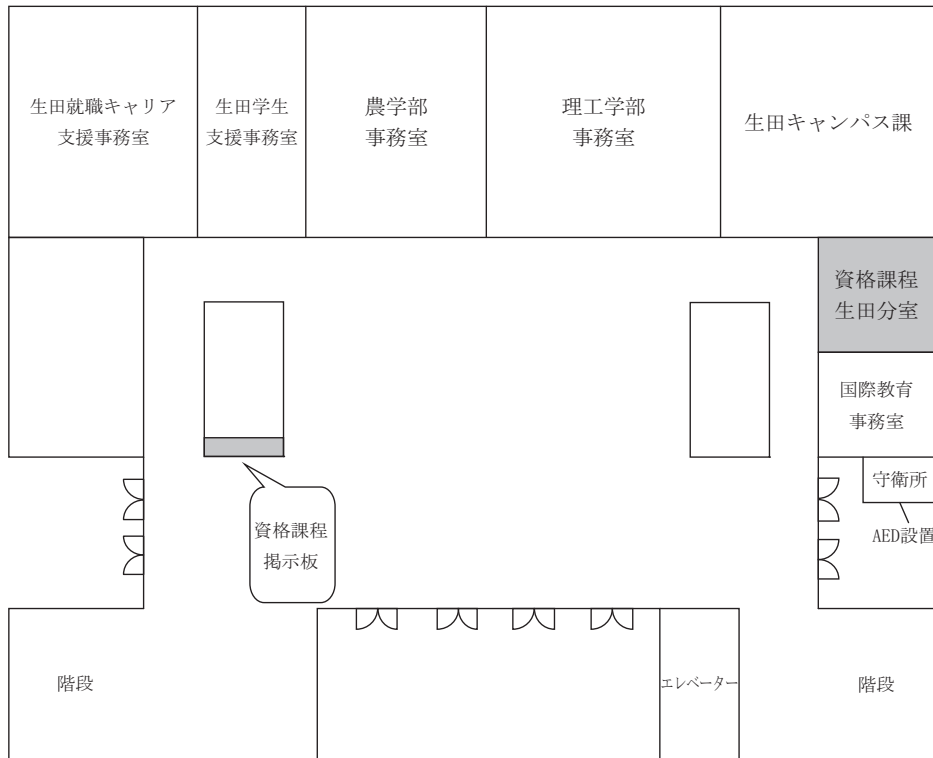 生田就職キャリア
支援事務室
生田学生
支援事務室
農学部
事務室
理工学部
事務室
生田キャンパス課
資格課程
生田分室
国際教育
事務室
守衛所
AED設置
資格課程
掲示板
階段
エレベーター
階段